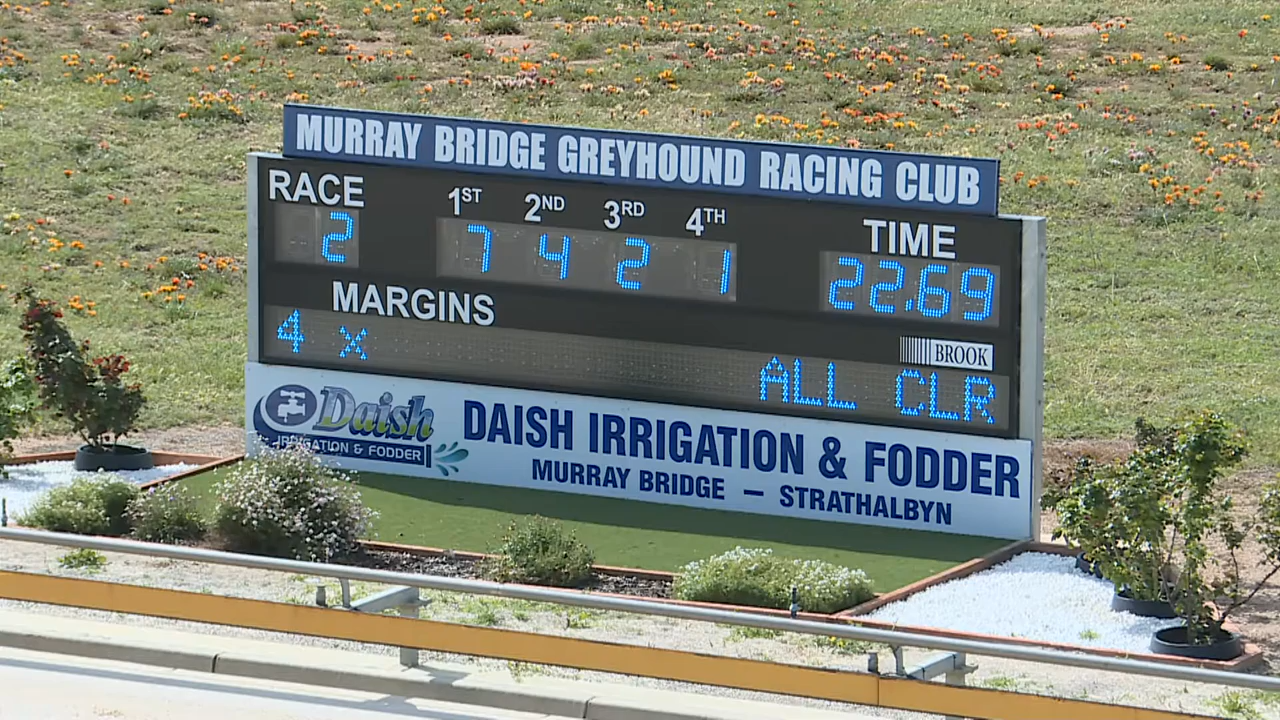 MURRAY BRIDGE GREYHOUND RACING CLUB
RACE 1ST 2ND 3RD 4TH TIME
2 7 4 2 1 22.69
MARGINS
BROOK
4 X ALL CLR
Daish
IRRIGATION & FODDER
DAISH IRRIGATION & FODDER
MURRAY BRIDGE – STRATHALBYN